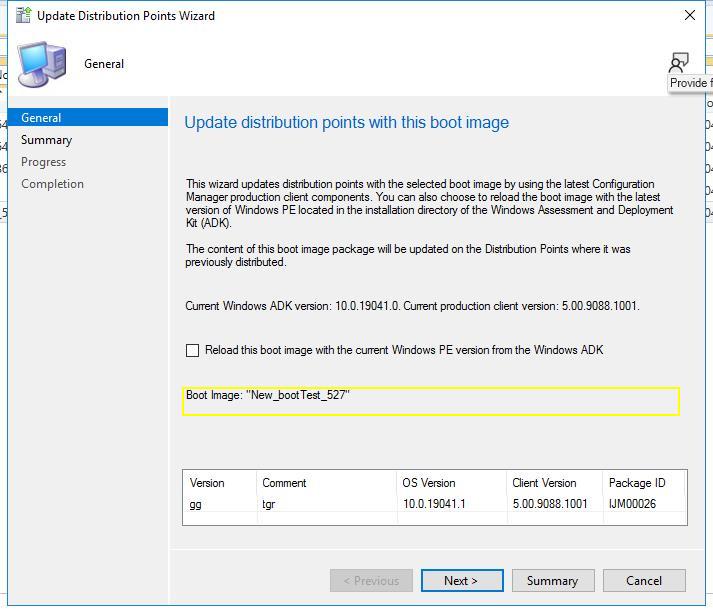 Update Distribution Points Wizard
General
Provide f
General
Summary
Progress
Completion
Update distribution points with this boot image
This wizard updates distribution points with the selected boot image by using the latest Configuration
Manager production client components. You can also choose to reload the boot image with the latest
version of Windows PE located in the installation directory of the Windows Assessment and Deployment
Kit (ADK).
The content of this boot image package will be updated on the Distribution Points where it was
previously distributed.
Current Windows ADK version: 10.0.19041.0. Current production client version: 5.00.9088.1001.
Reload this boot image with the current Windows PE version from the Windows ADK
Boot Image: "New_bootTest_527"
Version Comment OS Version Client Version Package ID
gg tgr 10.0.19041.1 5.00.9088.1001 IJM00026
< Previous Next > Summary Cancel